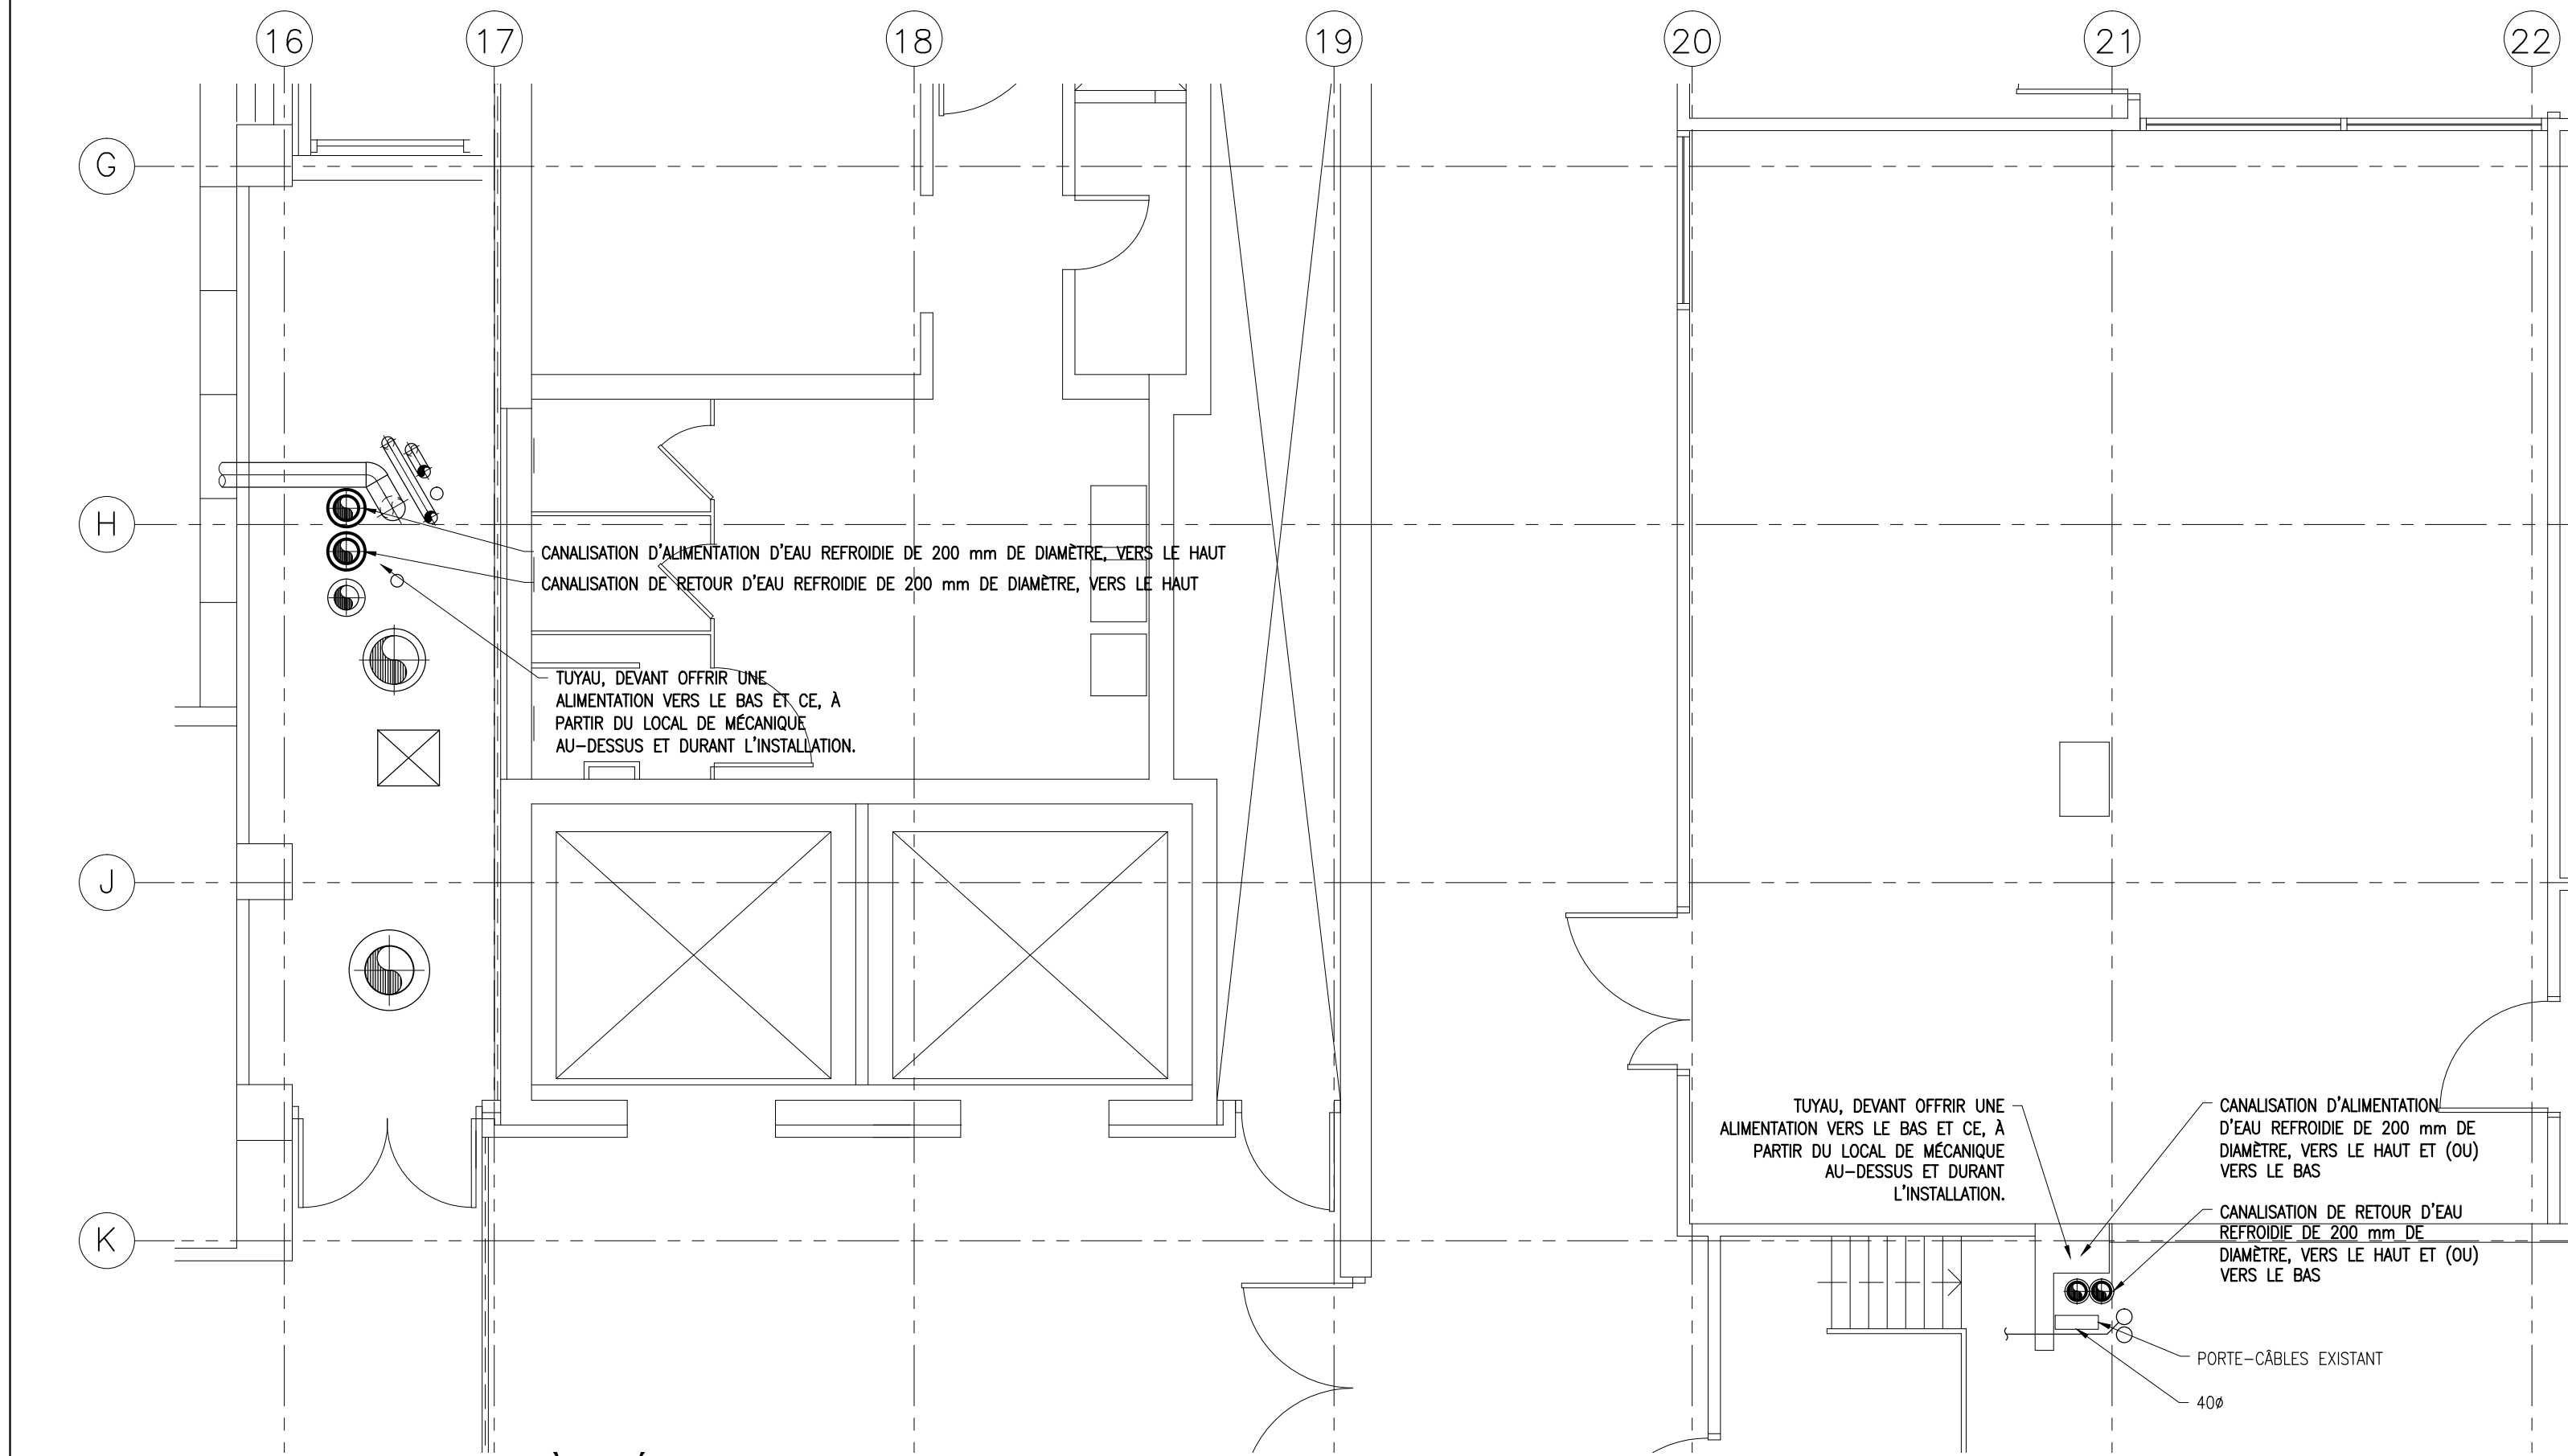 16 17 18 19 20 21 22
G
H
CANALISATION D'ALIMENTATION D'EAU REFROIDIE DE 200 mm DE DIAMÈTRE, VERS LE HAUT
CANALISATION DE RETOUR D'EAU REFROIDIE DE 200 mm DE DIAMÈTRE, VERS LE HAUT
TUYAU, DEVANT OFFRIR UNE
ALIMENTATION VERS LE BAS ET CE, À
PARTIR DU LOCAL DE MÉCANIQUE
AU-DESSUS ET DURANT L'INSTALLATION.
J
TUYAU, DEVANT OFFRIR UNE
ALIMENTATION VERS LE BAS ET CE, À
PARTIR DU LOCAL DE MÉCANIQUE
AU-DESSUS ET DURANT
L'INSTALLATION.
CANALISATION D'ALIMENTATION
D'EAU REFROIDIE DE 200 mm DE
DIAMÈTRE, VERS LE HAUT ET (OU)
VERS LE BAS
K
CANALISATION DE RETOUR D'EAU
REFROIDIE DE 200 mm DE
DIAMÈTRE, VERS LE HAUT ET (OU)
VERS LE BAS
PORTE-CÂBLES EXISTANT
40ø